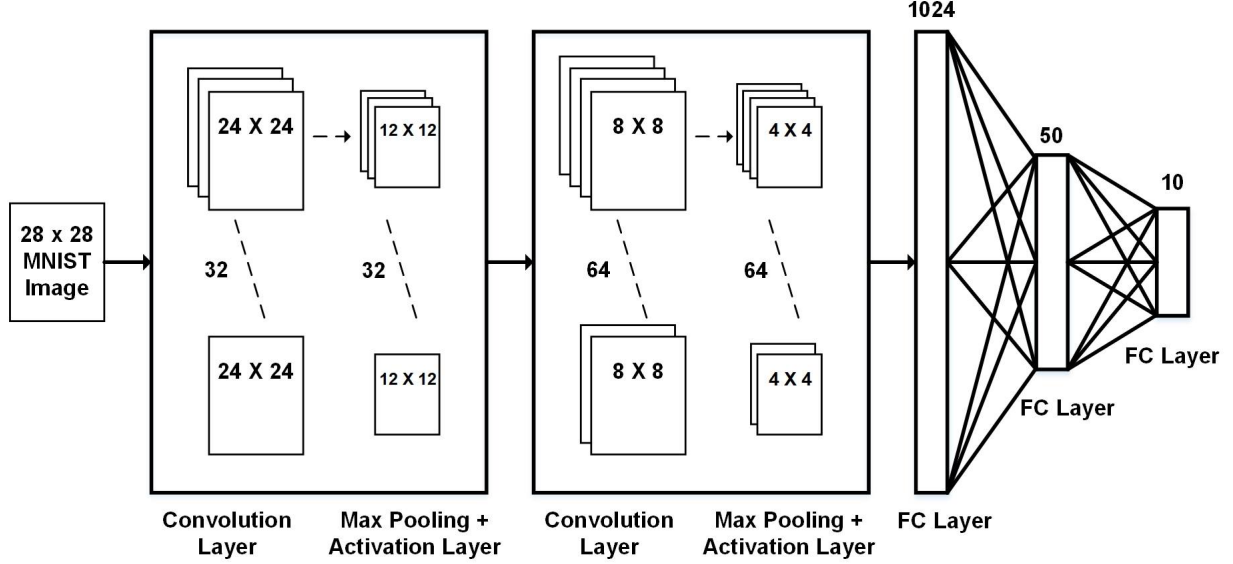 1024
50
10
28 x 28
MNIST
Image
24 X 24
12 X 12
32
32
24 X 24
12 X 12
8 X 8
4 X 4
64
64
8 X 8
4 X 4
Convolution
Layer
Max Pooling +
Activation Layer
Convolution
Layer
Max Pooling +
Activation Layer
FC Layer
FC Layer
FC Layer